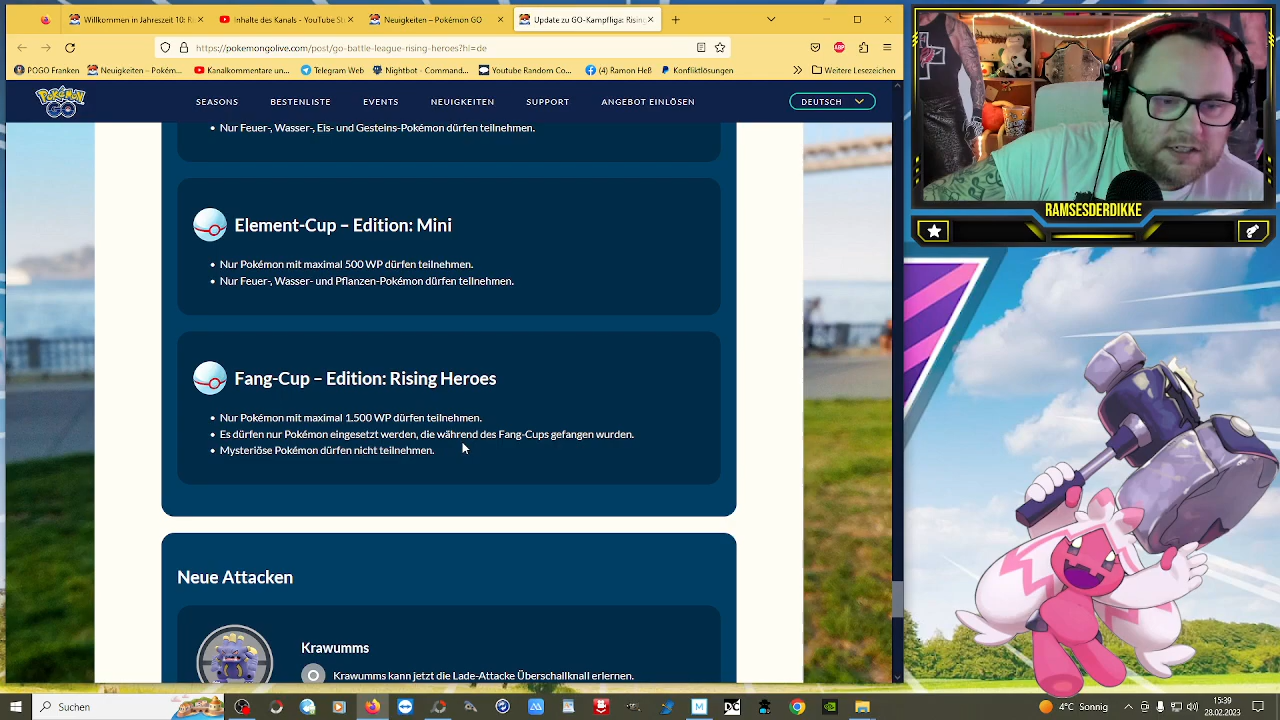 Willkommen in Jahreszeit 10: R
Inhalte des Kanals - YouTube
Neuigkeiten – Pokémon GO
Update zu GO-Kampfliga: Rising
https://pokemongolive.com/post/go-battle-league-rising-heroes?hl=de
POGO Franken
Neuigkeiten – Pokém...
Kanalkommentare un...
Telegram Web
Nightbot - Command...
Youtube Random Co...
(4) Ramon Heß
Konfliktlösungen
Weitere Lesezeichen
POKÉMON GO
SEASONS
BESTENLISTE
EVENTS
NEUIGKEITEN
SUPPORT
ANGEBOT EINLÖSEN
DEUTSCH
Nur Feuer-, Wasser-, Eis- und Gesteins-Pokémon dürfen teilnehmen.
Element-Cup – Edition: Mini
Nur Pokémon mit maximal 500 WP dürfen teilnehmen.
Nur Feuer-, Wasser- und Pflanzen-Pokémon dürfen teilnehmen.
Fang-Cup – Edition: Rising Heroes
Nur Pokémon mit maximal 1.500 WP dürfen teilnehmen.
Es dürfen nur Pokémon eingesetzt werden, die während des Fang-Cups gefangen wurden.
Mysteriöse Pokémon dürfen nicht teilnehmen.
Neue Attacken
Krawumms
Krawumms kann jetzt die Lade-Attacke Überschallknall erlernen.
RAMSESDERDIKKE
Suchen
4°C Sonnig
15:39
28.02.2023